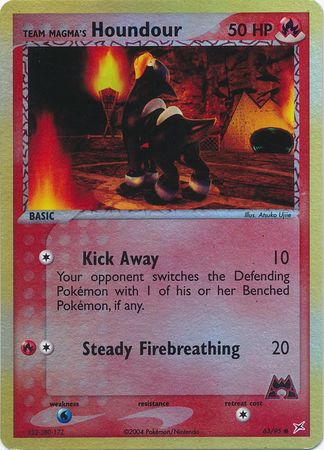 TEAM MAGMA'S Houndour 50 HP
BASIC
Illus. Atsuko Ujiie
Kick Away 10
Your opponent switches the Defending
Pokémon with 1 of his or her Benched
Pokémon, if any.
Steady Firebreathing 20
weakness resistance retreat cost
©2004 Pokémon/Nintendo 63/95